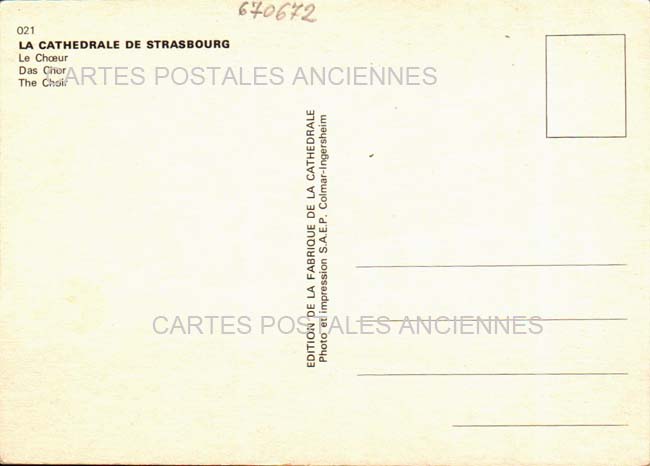 670672
021
LA CATHEDRALE DE STRASBOURG
Le Chœur
Das Chor
The Choir
CARTES POSTALES ANCIENNES
EDITION DE LA FABRIQUE DE LA CATHEDRALE
Photo et impression S.A.E.P. Colmar-Ingersheim
CARTES POSTALES ANCIENNES